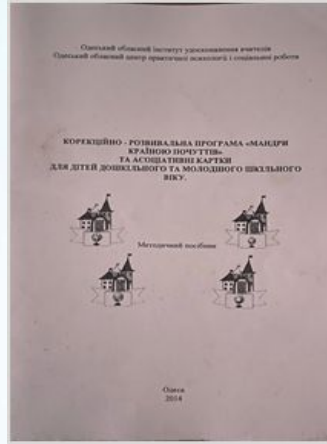 Одеський обласний інститут удосконалення вчителів
Одеський обласний центр практичної психології і соціальної роботи
КОРЕКЦІЙНО - РОЗВИВАЛЬНА ПРОГРАМА «МАНДРИ
КРАЇНОЮ ПОЧУТТІВ»
ТА АСОЦІАТИВНІ КАРТКИ
ДЛЯ ДІТЕЙ ДОШКІЛЬНОГО ТА МОЛОДШОГО ШКІЛЬНОГО
ВІКУ.
Методичний посібник
Одеса
2014